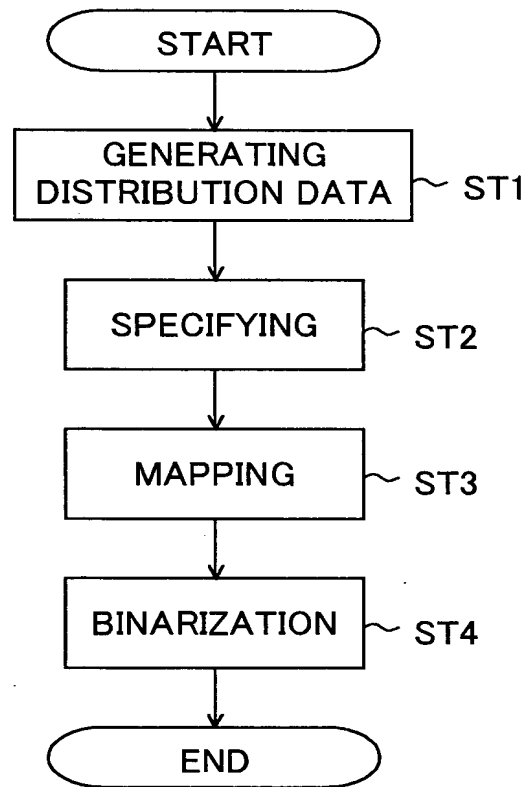 START
GENERATING
DISTRIBUTION DATA
ST1
SPECIFYING
ST2
MAPPING
ST3
BINARIZATION
ST4
END